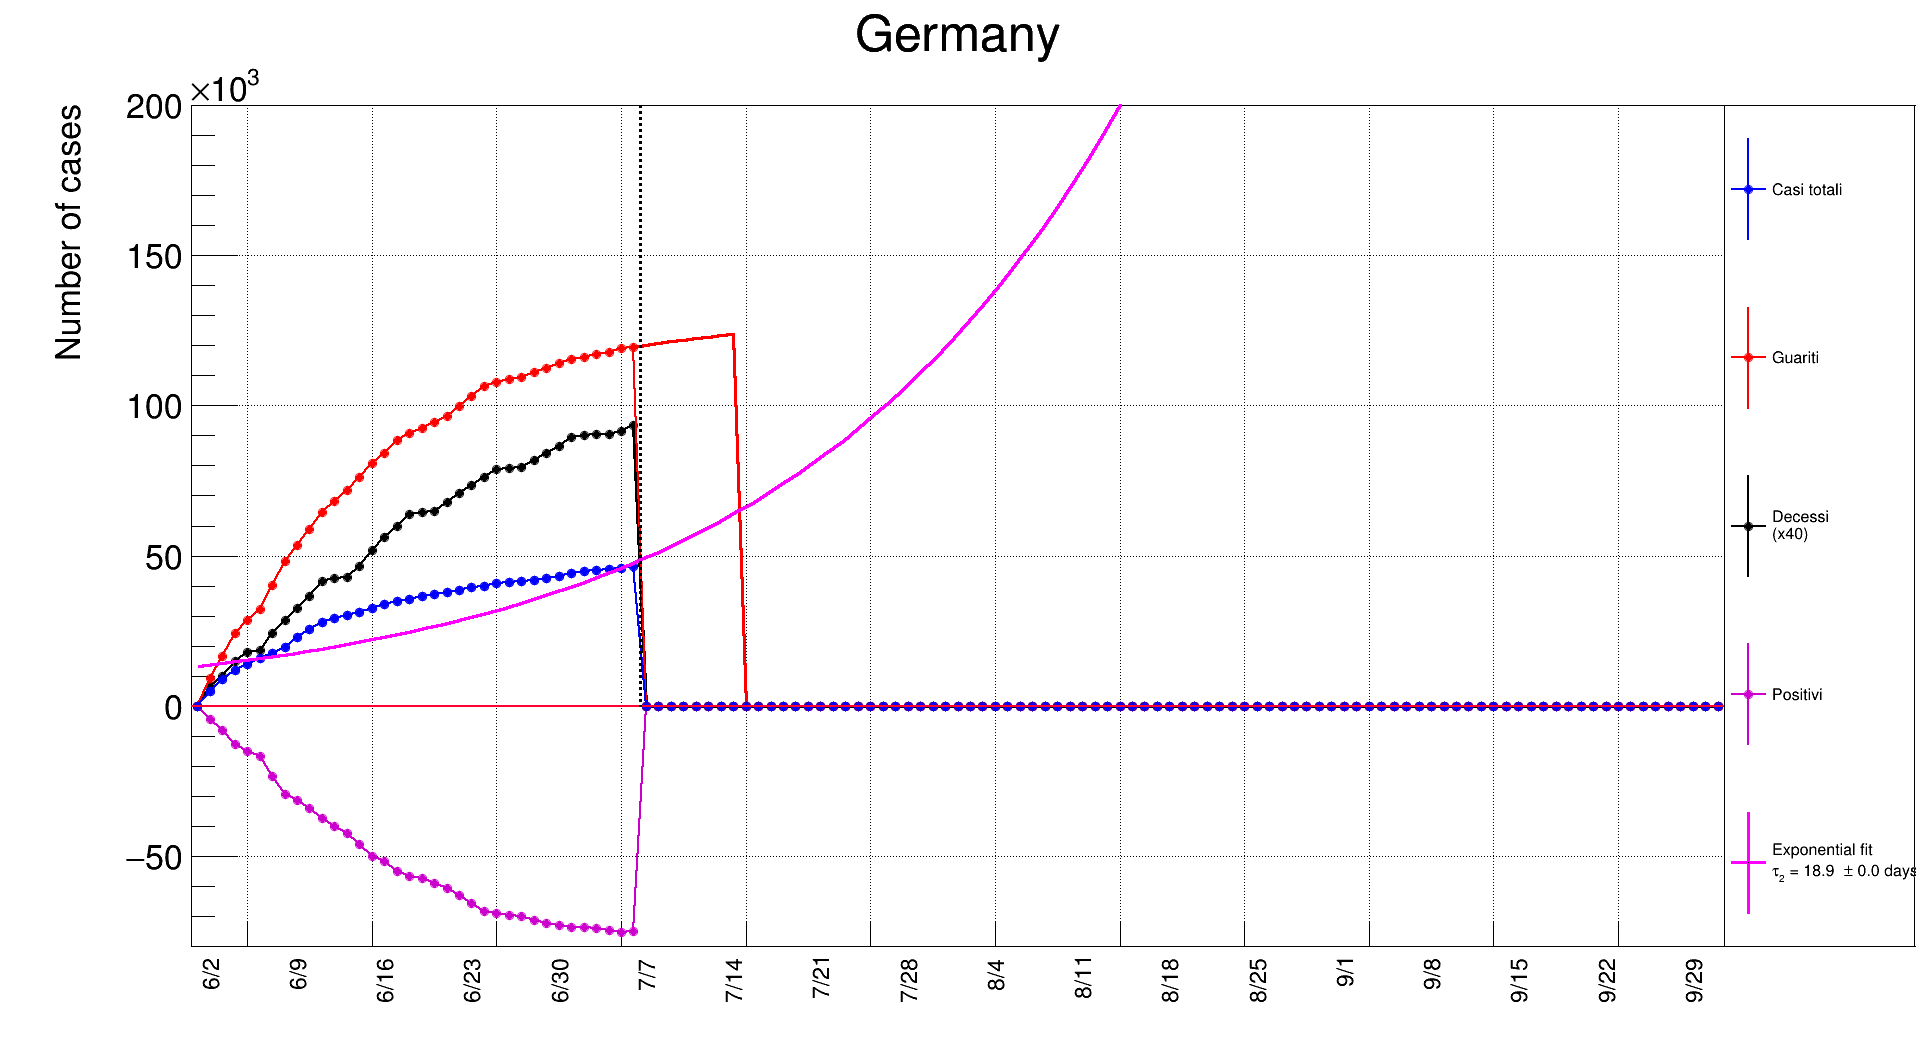 Germany
×10³
Number of cases
200
150
100
50
0
−50
6/2
6/9
6/16
6/23
6/30
7/7
7/14
7/21
7/28
8/4
8/11
8/18
8/25
9/1
9/8
9/15
9/22
9/29
Casi totali
Guariti
Decessi
(x40)
Positivi
Exponential fit
τ₂ = 18.9 ± 0.0 days